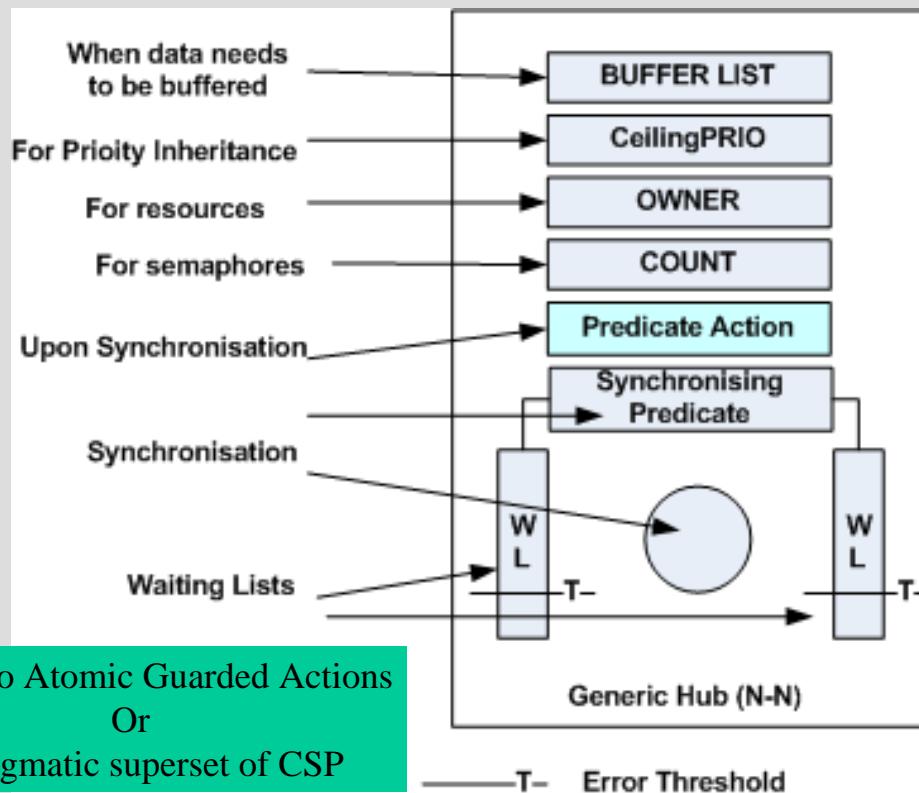 When data needs
to be buffered
BUFFER LIST
For Prioity Inheritance
CeilingPRIO
For resources
OWNER
For semaphores
COUNT
Upon Synchronisation
Predicate Action
Synchronising
Predicate
Synchronisation
W
L
W
L
Waiting Lists
T
T
Generic Hub (N-N)
Atomic Guarded Actions
Or
superset of CSP
T Error Threshold